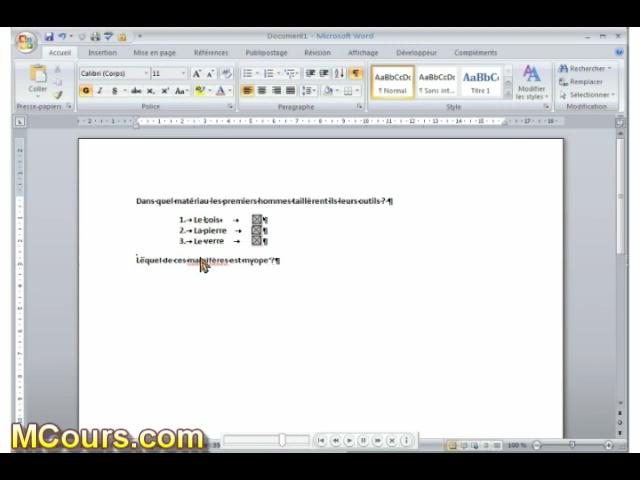 Document1 - Microsoft Word
Accueil Insertion Mise en page Références Publipostage Révision Affichage Développeur Compléments
Coller
Calibri (Corps) 11
AaBbCcDc AaBbCcDc AaBbC
¶ Normal ¶ Sans int... Titre 1
Modifier les styles
Rechercher
Remplacer
Sélectionner
Presse-papiers Police Paragraphe Style Modification
Dans quel matériau les premiers hommes taillèrent ils leurs outils ? ¶
1. → Le bois → ¶
2. → La pierre → ¶
3. → Le verre → ¶
Lequel de ces est myope ? ¶
MCours.com
100 %